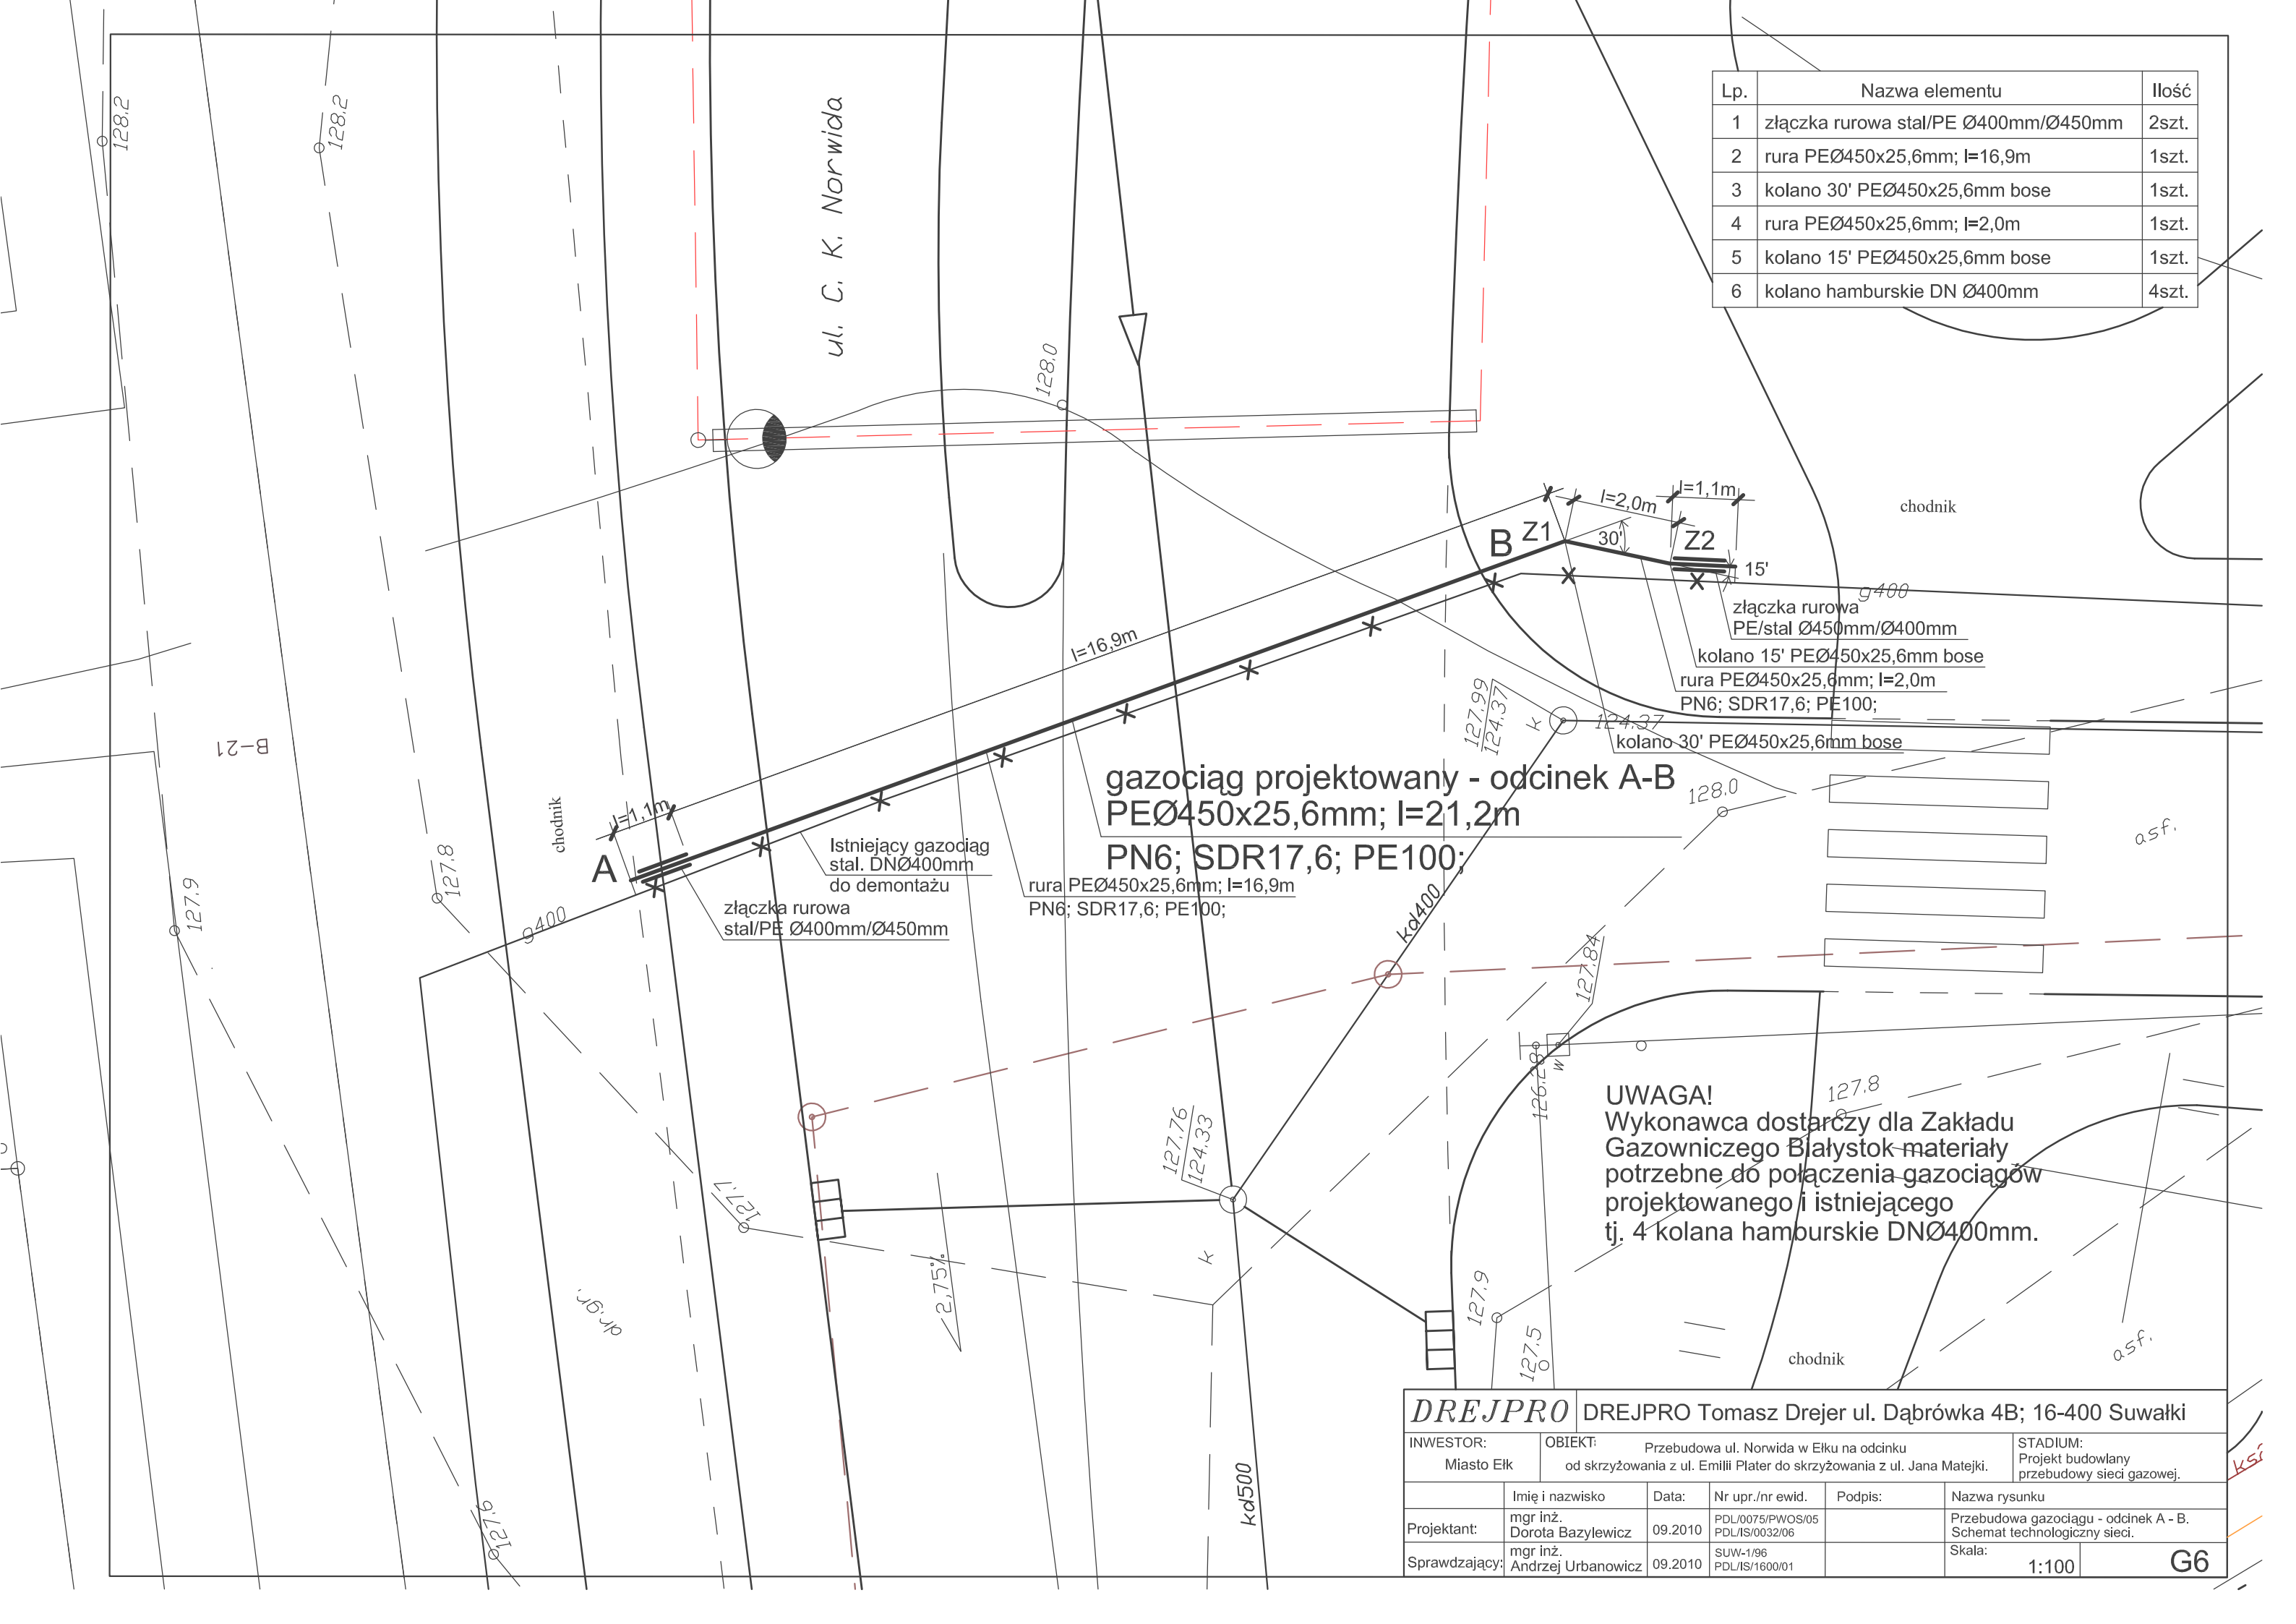 128.2
128.2
ul. C. K. Norwida
Lp. Nazwa elementu Ilość
1 złączka rurowa stal/PE Ø400mm/Ø450mm 2szt.
2 rura PEØ450x25,6mm; l=16,9m 1szt.
3 kolano 30' PEØ450x25,6mm bose 1szt.
4 rura PEØ450x25,6mm; l=2,0m 1szt.
5 kolano 15' PEØ450x25,6mm bose 1szt.
6 kolano hamburskie DN Ø400mm 4szt.
128.0
l=2,0m
l=1,1m
chodnik
B Z1
30'
Z2
15'
g400
złączka rurowa
PE/stal Ø450mm/Ø400mm
kolano 15' PEØ450x25,6mm bose
rura PEØ450x25,6mm; l=2,0m
PN6; SDR17,6; PE100;
l=16,9m
127.99
124.37
k
124.37
kolano 30' PEØ450x25,6mm bose
B-21
gazociąg projektowany - odcinek A-B
PEØ450x25,6mm; l=21,2m
PN6; SDR17,6; PE100;
128.0
asf.
chodnik
l=1,1m
A
Istniejący gazociąg
stal. DNØ400mm
do demontażu
rura PEØ450x25,6mm; l=16,9m
PN6; SDR17,6; PE100;
złączka rurowa
stal/PE Ø400mm/Ø450mm
127.8
127.9
g400
kd400
127.84
126.28
w
127.8
UWAGA!
Wykonawca dostarczy dla Zakładu
Gazowniczego Białystok materiały
potrzebne do połączenia gazociągów
projektowanego i istniejącego
tj. 4 kolana hamburskie DNØ400mm.
127.76
124.33
127.7
k
2,75%
dr.gr.
127.9
127.5
chodnik
asf.
kd500
127.6
DREJPRO DREJPRO Tomasz Drejer ul. Dąbrówka 4B; 16-400 Suwałki
INWESTOR:
Miasto Ełk
OBIEKT: Przebudowa ul. Norwida w Ełku na odcinku
od skrzyżowania z ul. Emilii Plater do skrzyżowania z ul. Jana Matejki.
STADIUM:
Projekt budowlany
przebudowy sieci gazowej.
Imię i nazwisko Data: Nr upr./nr ewid. Podpis: Nazwa rysunku
Projektant:
mgr inż.
Dorota Bazylewicz
09.2010
PDL/0075/PWOS/05
PDL/IS/0032/06
Przebudowa gazociągu - odcinek A - B.
Schemat technologiczny sieci.
Sprawdzający:
mgr inż.
Andrzej Urbanowicz
09.2010
SUW-1/96
PDL/IS/1600/01
Skala:
1:100
G6